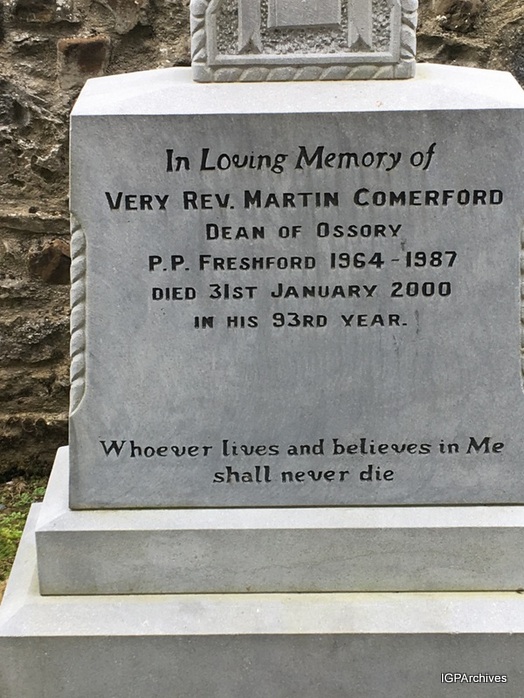 In Loving Memory of
VERY REV. MARTIN COMERFORD
DEAN OF OSSORY
P.P. FRESHFORD 1964-1987
DIED 31ST JANUARY 2000
IN HIS 93RD YEAR.
Whoever lives and believes in Me
shall never die
IGPArchives